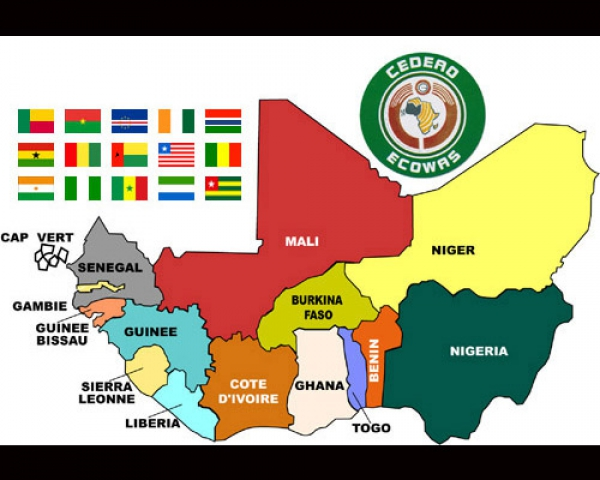 CEDEAO
ECOWAS
CAP VERT
SENEGAL
MALI
NIGER
GAMBIE
GUINEE
BISSAU
GUINEE
BURKINA
FASO
SIERRA
LEONNE
LIBERIA
COTE
D'IVOIRE
GHANA
TOGO
BENIN
NIGERIA